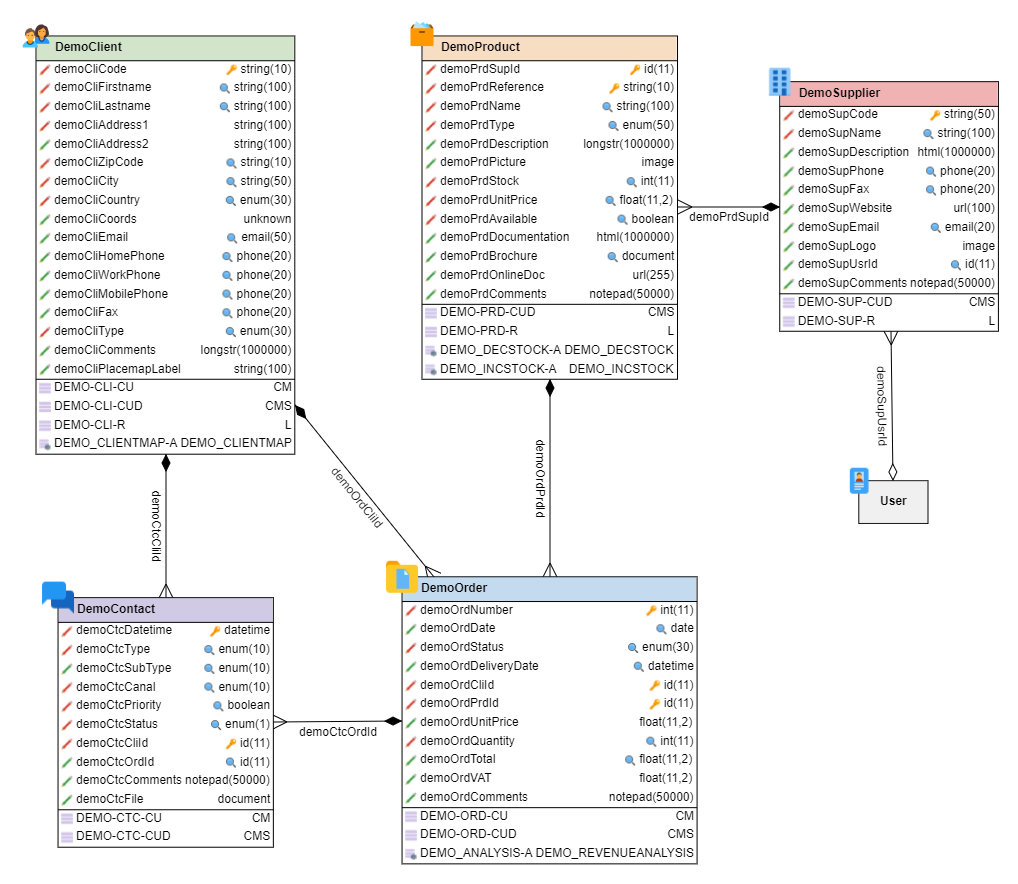 DemoClient
demoCliCode string(10)
demoCliFirstname string(100)
demoCliLastname string(100)
demoCliAddress1 string(100)
demoCliAddress2 string(100)
demoCliZipCode string(10)
demoCliCity string(50)
demoCliCountry enum(30)
demoCliCoords unknown
demoCliEmail email(50)
demoCliHomePhone phone(20)
demoCliWorkPhone phone(20)
demoCliMobilePhone phone(20)
demoCliFax phone(20)
demoCliType enum(30)
demoCliComments longstr(1000000)
demoCliPlacemapLabel string(100)
DEMO-CLI-CU CM
DEMO-CLI-CUD CMS
DEMO-CLI-R L
DEMO_CLIENTMAP-A DEMO_CLIENTMAP
DemoProduct
demoPrdSupId id(11)
demoPrdReference string(10)
demoPrdName string(100)
demoPrdType enum(50)
demoPrdDescription longstr(1000000)
demoPrdPicture image
demoPrdStock int(11)
demoPrdUnitPrice float(11,2)
demoPrdAvailable boolean
demoPrdDocumentation html(1000000)
demoPrdBrochure document
demoPrdOnlineDoc url(255)
demoPrdComments notepad(50000)
DEMO-PRD-CUD CMS
DEMO-PRD-R L
DEMO_DECSTOCK-A DEMO_DECSTOCK
DEMO_INCSTOCK-A DEMO_INCSTOCK
demoPrdSupId
DemoSupplier
demoSupCode string(50)
demoSupName string(100)
demoSupDescription html(1000000)
demoSupPhone phone(20)
demoSupFax phone(20)
demoSupWebsite url(100)
demoSupEmail email(20)
demoSupLogo image
demoSupUsrId id(11)
demoSupComments notepad(50000)
DEMO-SUP-CUD CMS
DEMO-SUP-R L
demoSupUsrId
User
demoCtcCliId
demoOrdCliId
demoOrdPrdId
DemoContact
demoCtcDatetime datetime
demoCtcType enum(10)
demoCtcSubType enum(10)
demoCtcCanal enum(10)
demoCtcPriority boolean
demoCtcStatus enum(1)
demoCtcCliId id(11)
demoCtcOrdId id(11)
demoCtcComments notepad(50000)
demoCtcFile document
DEMO-CTC-CU CM
DEMO-CTC-CUD CMS
demoCtcOrdId
DemoOrder
demoOrdNumber int(11)
demoOrdDate date
demoOrdStatus enum(30)
demoOrdDeliveryDate datetime
demoOrdCliId id(11)
demoOrdPrdId id(11)
demoOrdUnitPrice float(11,2)
demoOrdQuantity int(11)
demoOrdTotal float(11,2)
demoOrdVAT float(11,2)
demoOrdComments notepad(50000)
DEMO-ORD-CU CM
DEMO-ORD-CUD CMS
DEMO_ANALYSIS-A DEMO_REVENUEANALYSIS